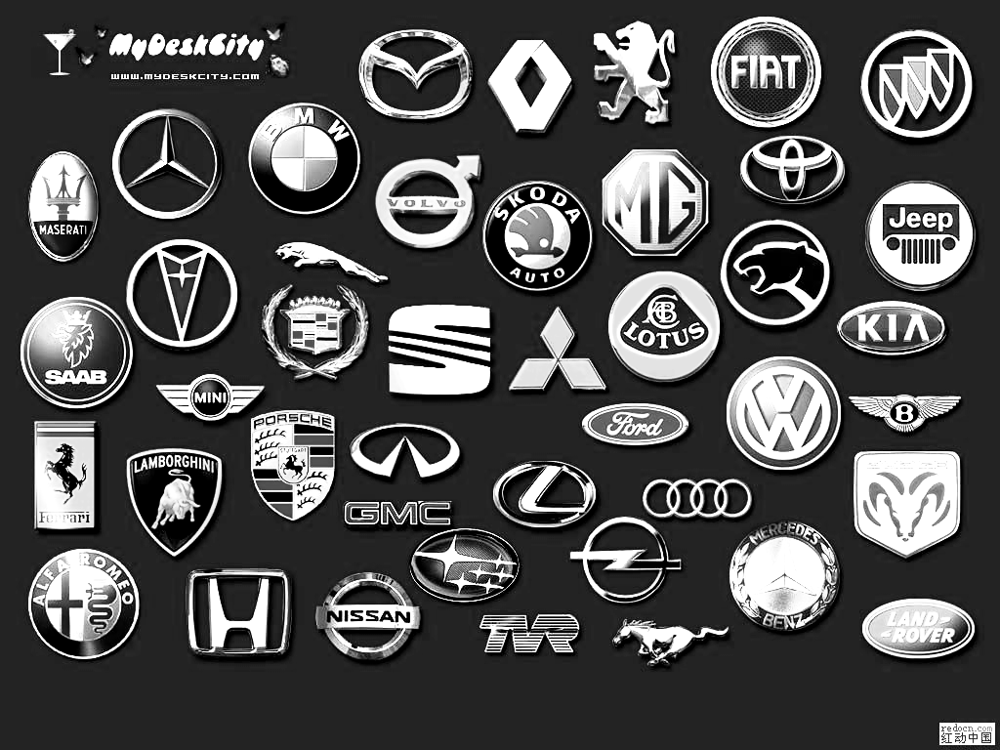 MyDeskCity
www.mydeskcity.com
FIAT
BMW
MASERATI
VOLVO
SKODA
AUTO
MG
Jeep
SAAB
LOTUS
KIA
MINI
Ford
VW
B
PORSCHE
Ferrari
LAMBORGHINI
GMC
ALFA ROMEO
MERCEDES
BENZ
NISSAN
TVR
LAND-
-ROVER
redocn.com
红动中国